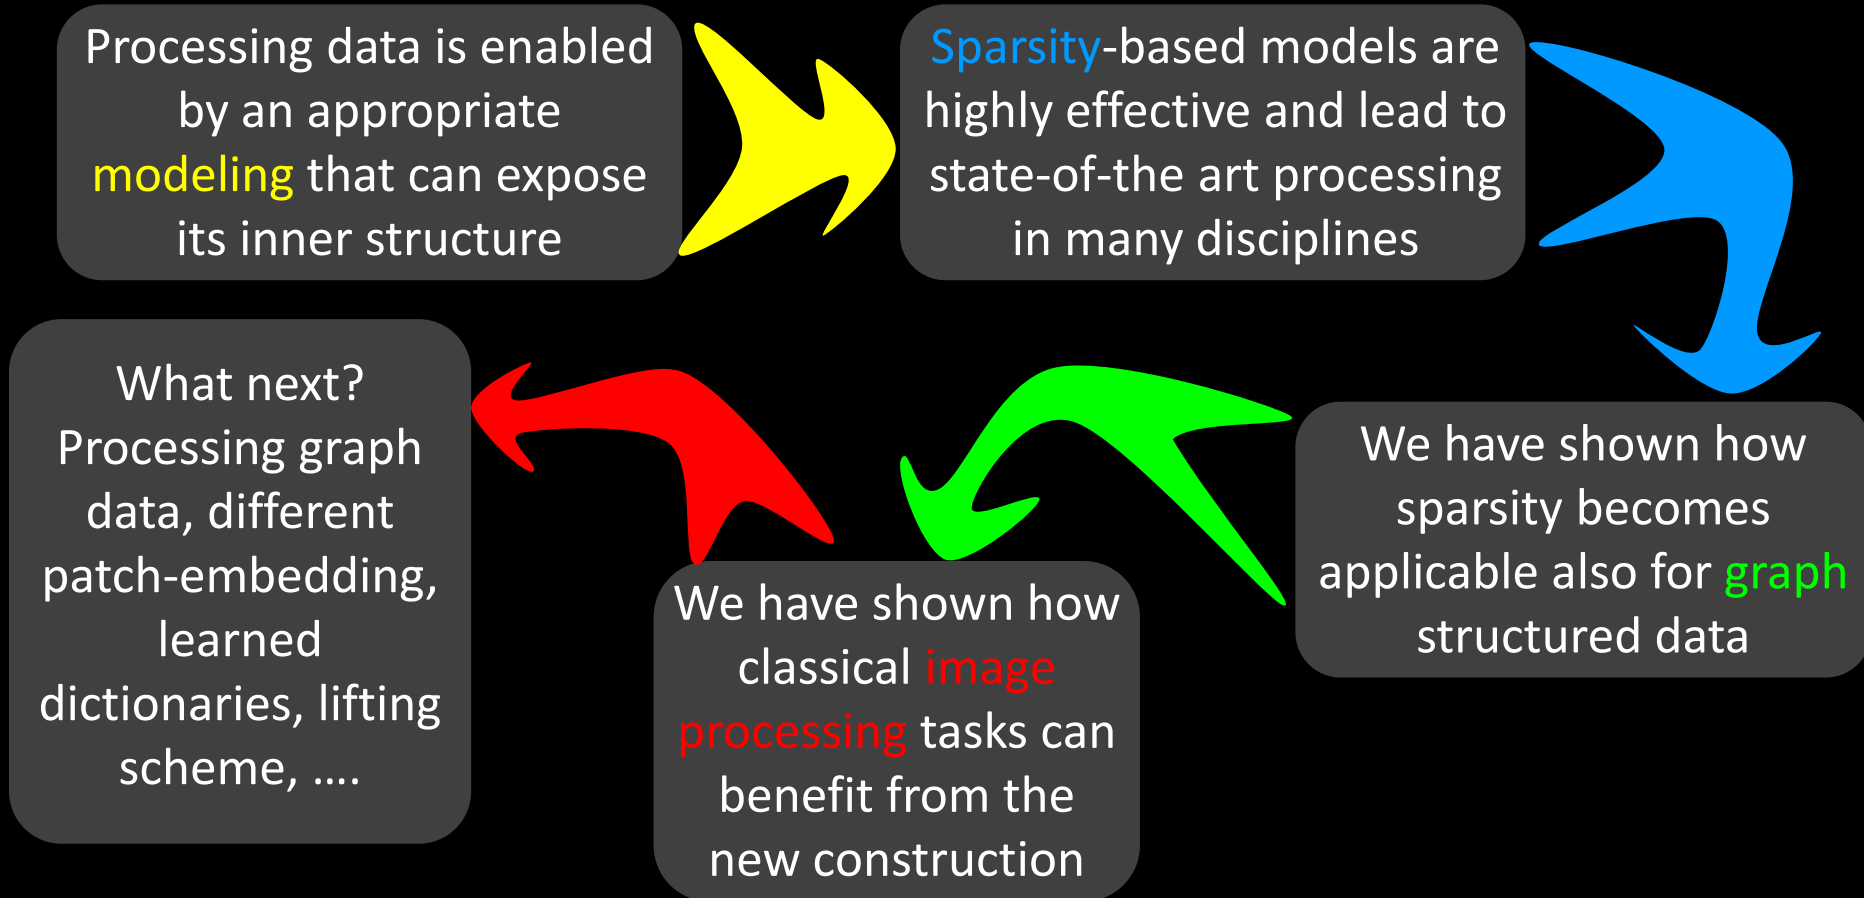 Processing data is enabled
by an appropriate
modeling that can expose
its inner structure
Sparsity-based models are
highly effective and lead to
state-of-the art processing
in many disciplines
We have shown how
sparsity becomes
applicable also for graph
structured data
We have shown how
classical image
processing tasks can
benefit from the
new construction
What next?
Processing graph
data, different
patch-embedding,
learned
dictionaries, lifting
scheme, ....